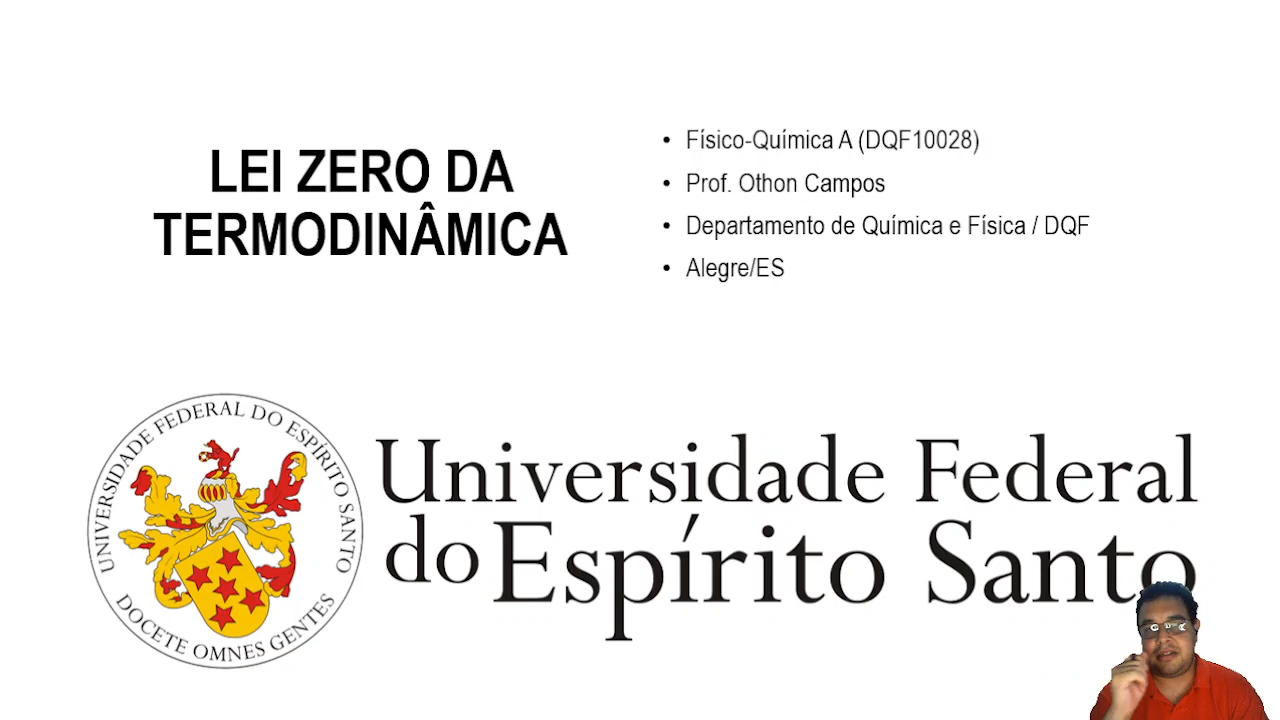 LEI ZERO DA
TERMODINÂMICA
• Físico-Química A (DQF10028)
• Prof. Othon Campos
• Departamento de Química e Física / DQF
• Alegre/ES
UNIVERSIDADE FEDERAL DO ESPÍRITO SANTO
DOCETE OMNES GENTES
Universidade Federal
do Espírito Santo